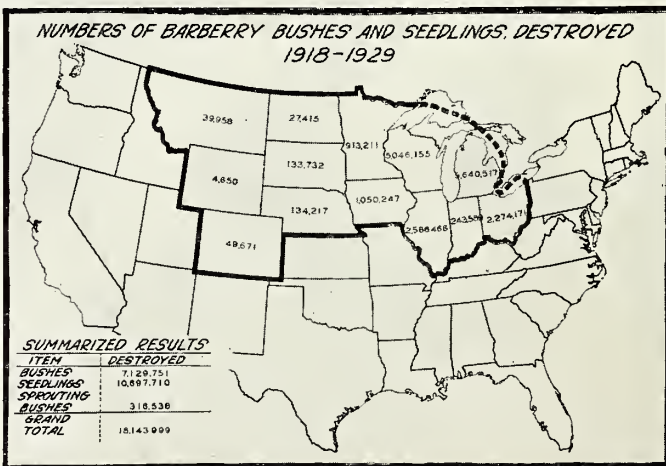 NUMBERS OF BARBERRY BUSHES AND SEEDLINGS, DESTROYED
1918-1929
39,958
27,415
913,211
5,046,155
5,640,517
4,650
133,732
134,217
1,050,247
2,586,468
2,274,171
49,671
SUMMARIZED RESULTS
ITEM DESTROYED
BUSHES 7,129,751
SEEDLINGS 10,697,710
SPROUTING
BUSHES 316,538
GRAND
TOTAL 18,143,999